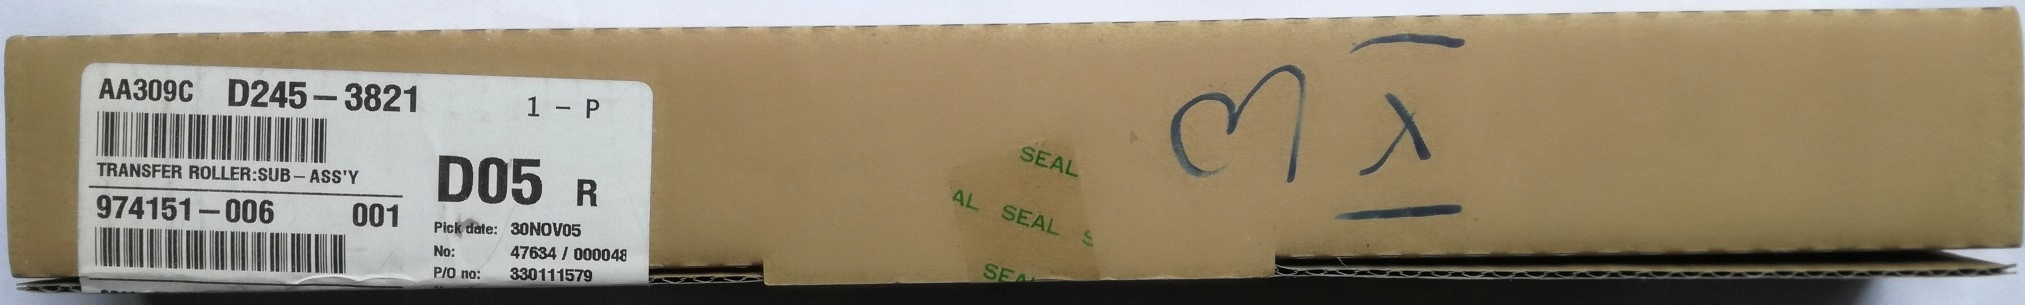 AA309C D245-3821 1 - P
TRANSFER ROLLER:SUB-ASS'Y
D05 R
974151-006 001
Pick date: 30NOV05
No: 47634 / 000048
P/O no: 330111579
SEAL
AL SEAL S
SEAL